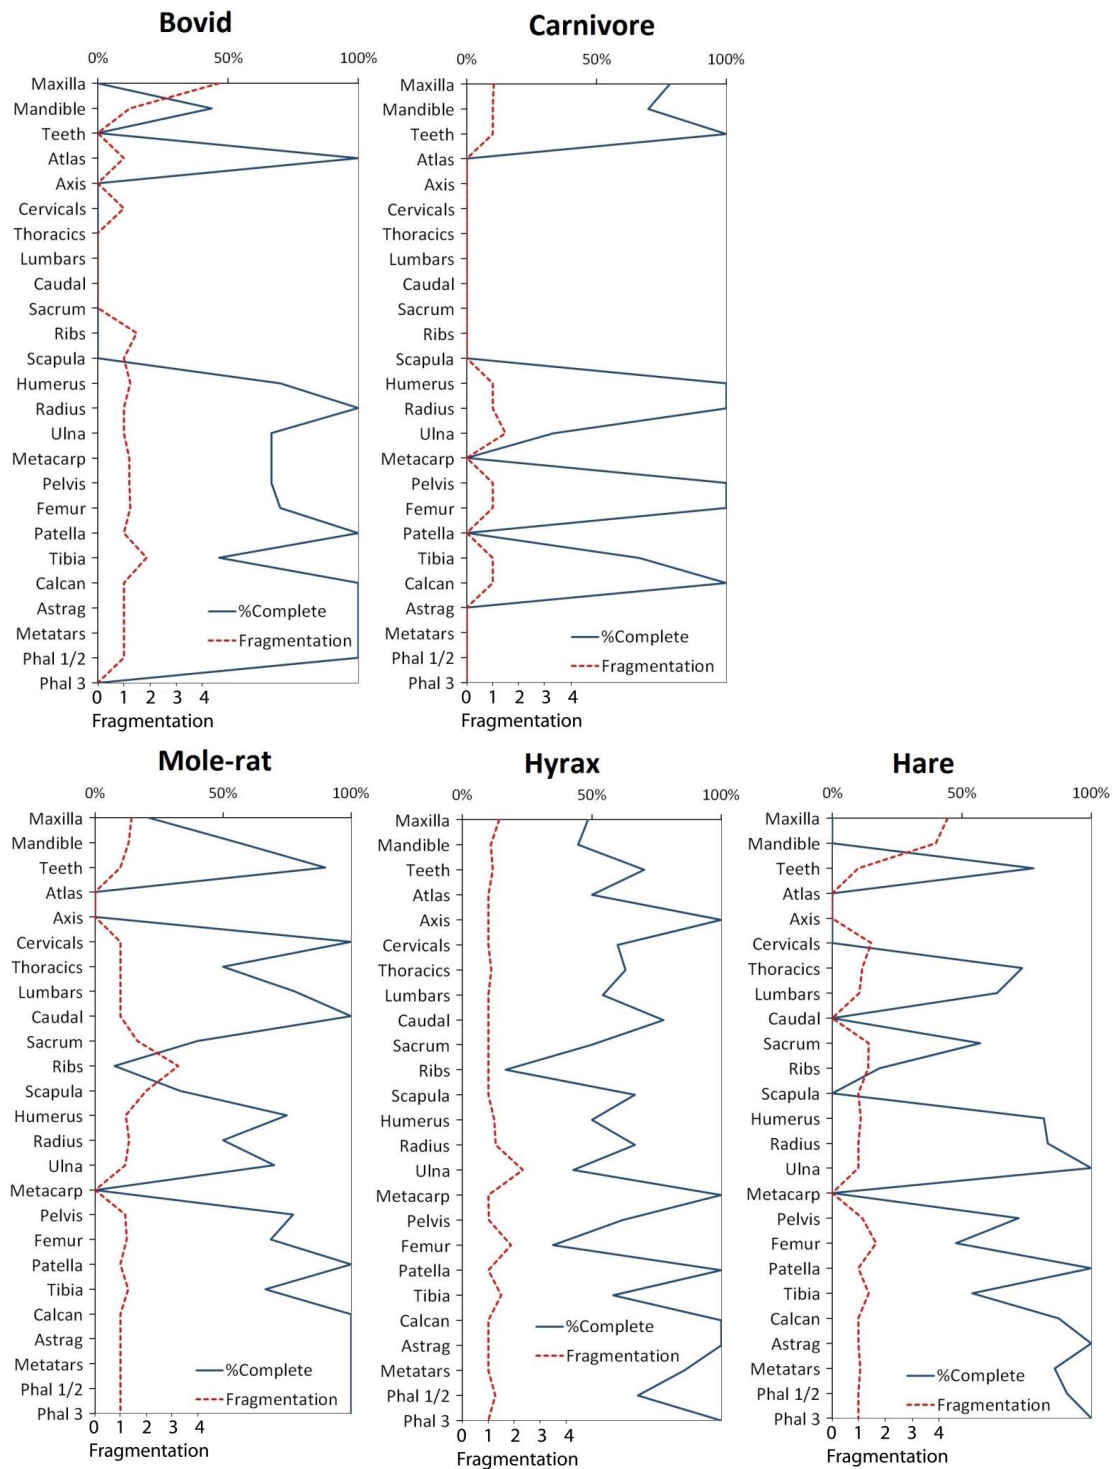 Bovid
0% 50% 100%
Maxilla
Mandible
Teeth
Atlas
Axis
Cervicals
Thoracics
Lumbars
Caudal
Sacrum
Ribs
Scapula
Humerus
Radius
Ulna
Metacarp
Pelvis
Femur
Patella
Tibia
Calcan
Astrag
Metatars
Phal 1/2
Phal 3
%Complete
Fragmentation
0 1 2 3 4
Fragmentation
Carnivore
0% 50% 100%
Maxilla
Mandible
Teeth
Atlas
Axis
Cervicals
Thoracics
Lumbars
Caudal
Sacrum
Ribs
Scapula
Humerus
Radius
Ulna
Metacarp
Pelvis
Femur
Patella
Tibia
Calcan
Astrag
Metatars
Phal 1/2
Phal 3
%Complete
Fragmentation
0 1 2 3 4
Fragmentation
Mole-rat
0% 50% 100%
Maxilla
Mandible
Teeth
Atlas
Axis
Cervicals
Thoracics
Lumbars
Caudal
Sacrum
Ribs
Scapula
Humerus
Radius
Ulna
Metacarp
Pelvis
Femur
Patella
Tibia
Calcan
Astrag
Metatars
Phal 1/2
Phal 3
%Complete
Fragmentation
0 1 2 3 4
Fragmentation
Hyrax
0% 50% 100%
Maxilla
Mandible
Teeth
Atlas
Axis
Cervicals
Thoracics
Lumbars
Caudal
Sacrum
Ribs
Scapula
Humerus
Radius
Ulna
Metacarp
Pelvis
Femur
Patella
Tibia
Calcan
Astrag
Metatars
Phal 1/2
Phal 3
%Complete
Fragmentation
0 1 2 3 4
Fragmentation
Hare
0% 50% 100%
Maxilla
Mandible
Teeth
Atlas
Axis
Cervicals
Thoracics
Lumbars
Caudal
Sacrum
Ribs
Scapula
Humerus
Radius
Ulna
Metacarp
Pelvis
Femur
Patella
Tibia
Calcan
Astrag
Metatars
Phal 1/2
Phal 3
%Complete
Fragmentation
0 1 2 3 4
Fragmentation